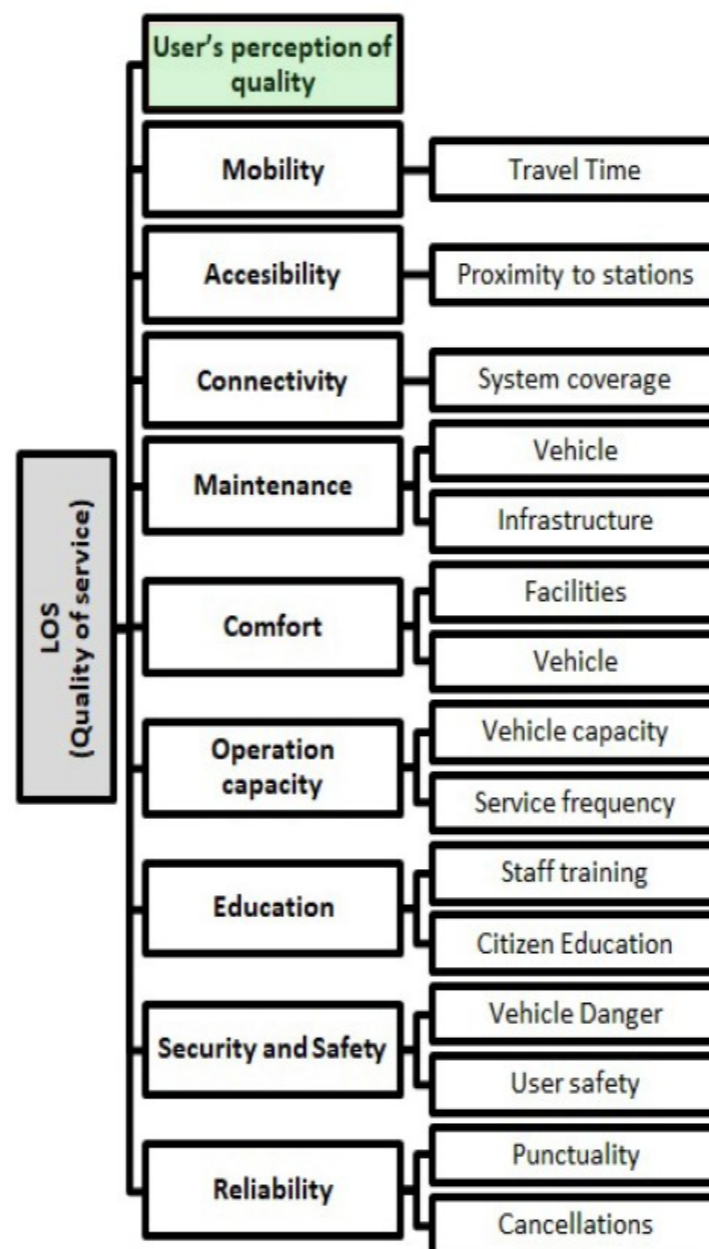 User's perception of
quality
Mobility
Travel Time
Accesibility
Proximity to stations
Connectivity
System coverage
LOS
(Quality of service)
Maintenance
Vehicle
Infrastructure
Comfort
Facilities
Vehicle
Operation
capacity
Vehicle capacity
Service frequency
Education
Staff training
Citizen Education
Security and Safety
Vehicle Danger
User safety
Reliability
Punctuality
Cancellations